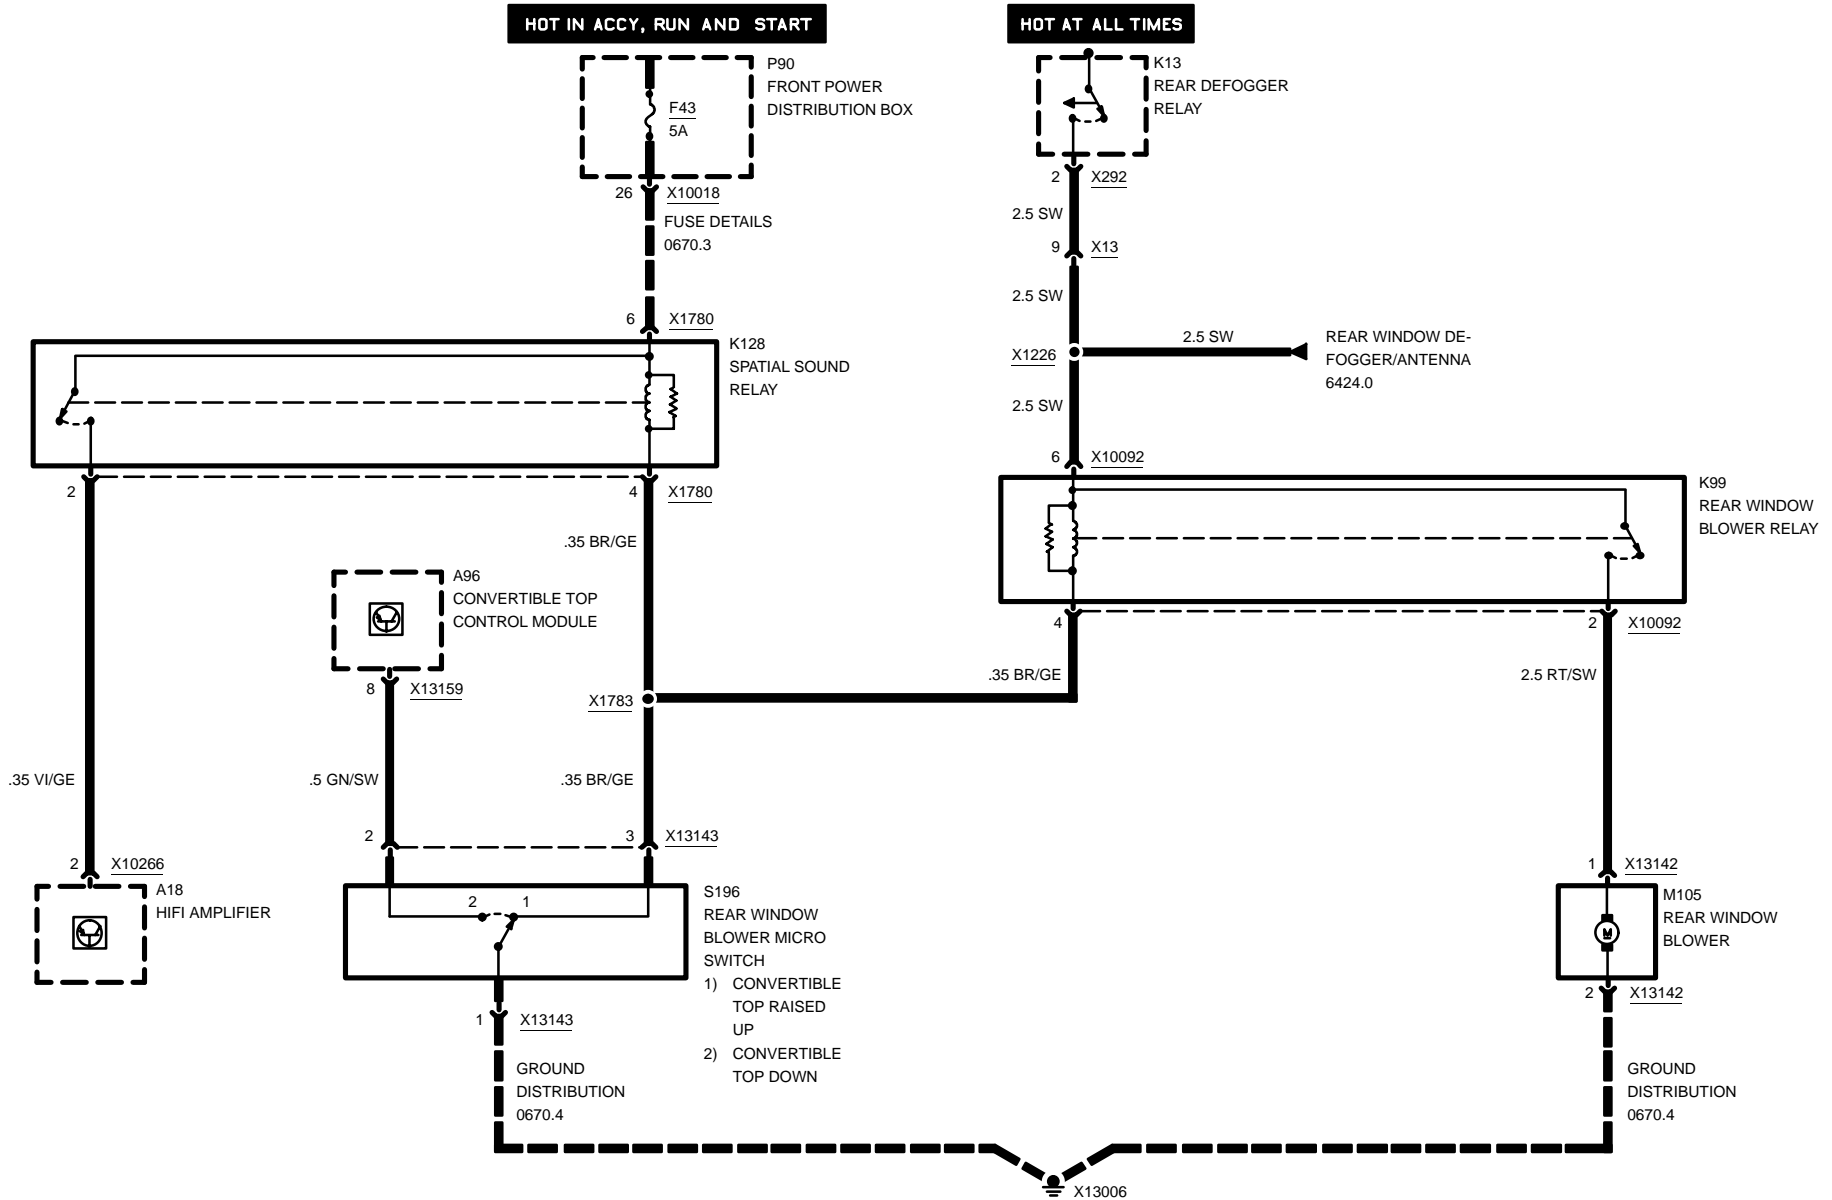 HOT IN ACCY, RUN AND START
HOT AT ALL TIMES
P90
FRONT POWER
DISTRIBUTION BOX
F43
5A
26
X10018
FUSE DETAILS
0670.3
K13
REAR DEFOGGER
RELAY
2
X292
2.5 SW
9
X13
2.5 SW
X1226
2.5 SW
REAR WINDOW DE-
FOGGER/ANTENNA
6424.0
2.5 SW
6
X1780
K128
SPATIAL SOUND
RELAY
2
4
X1780
6
X10092
K99
REAR WINDOW
BLOWER RELAY
4
2
X10092
.35 BR/GE
A96
CONVERTIBLE TOP
CONTROL MODULE
8
X13159
X1783
.35 BR/GE
2.5 RT/SW
.35 VI/GE
.5 GN/SW
.35 BR/GE
2
X10266
A18
HIFI AMPLIFIER
2
3
X13143
2
1
S196
REAR WINDOW
BLOWER MICRO
SWITCH
1) CONVERTIBLE
TOP RAISED
UP
2) CONVERTIBLE
TOP DOWN
1
X13143
GROUND
DISTRIBUTION
0670.4
1
X13142
M105
REAR WINDOW
BLOWER
M
2
X13142
GROUND
DISTRIBUTION
0670.4
X13006